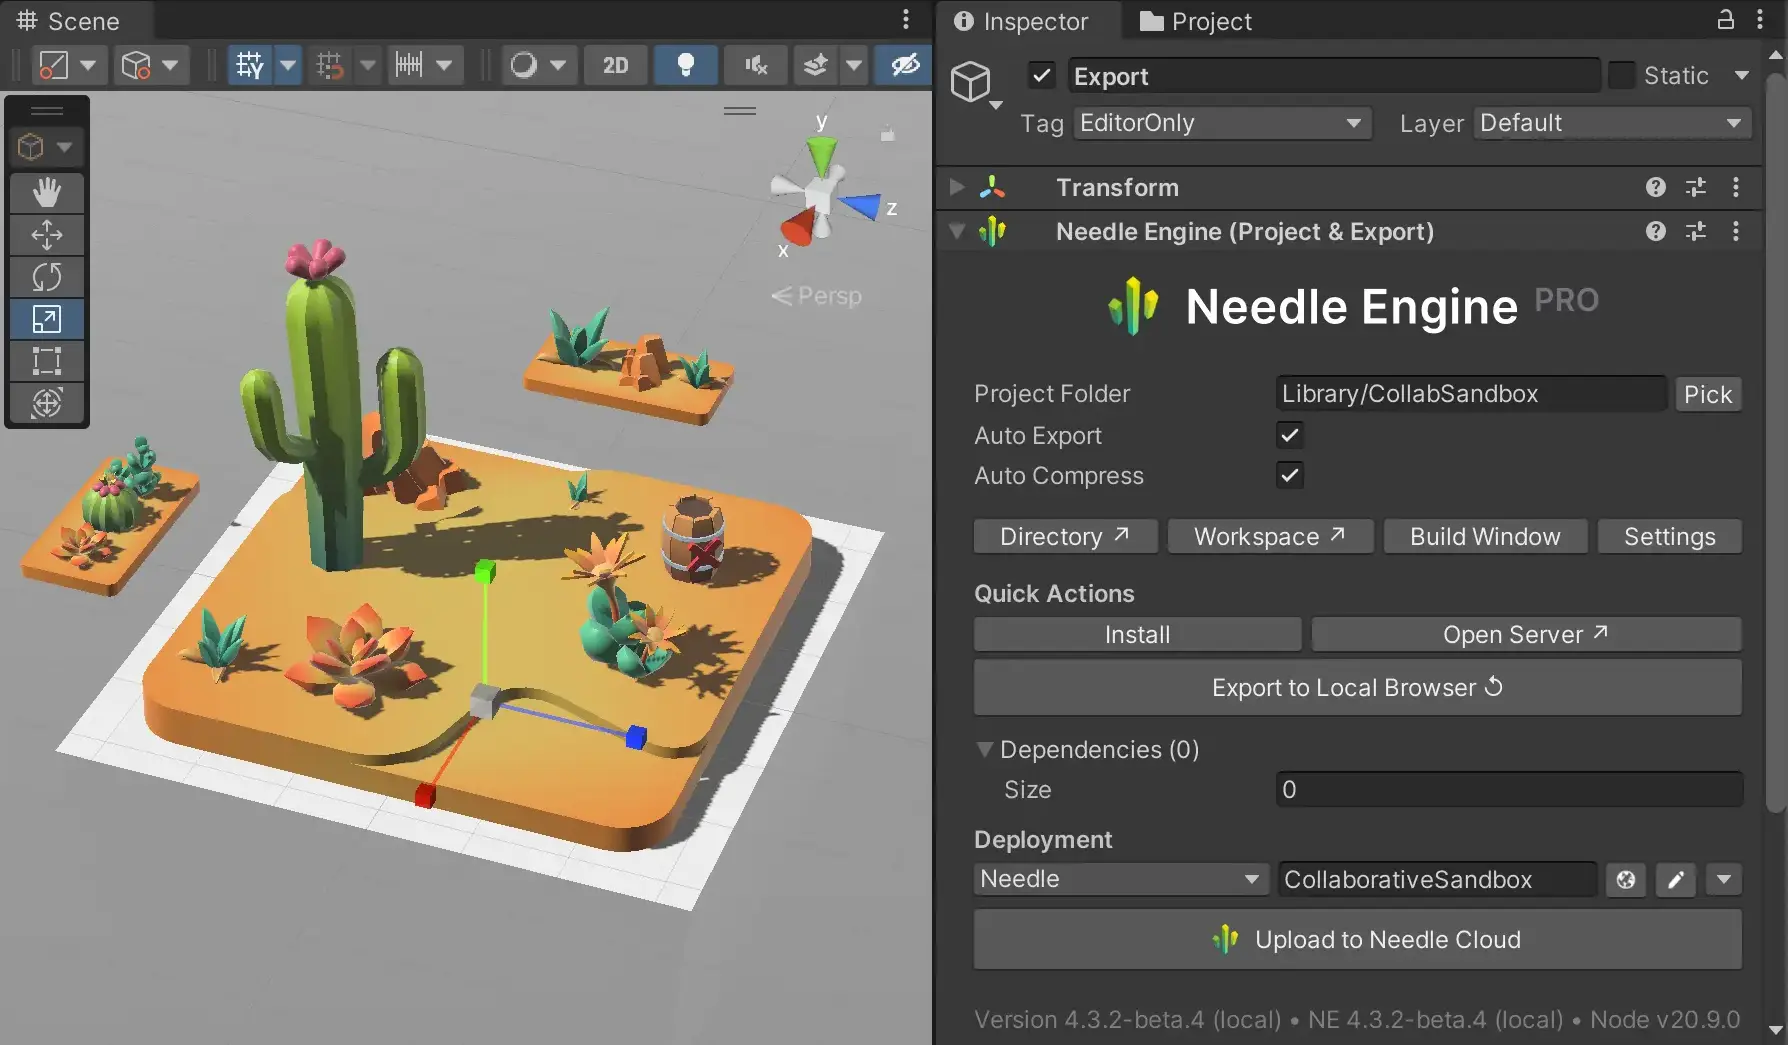 Scene
2D
y
z
x
Persp
Inspector
Project
Export
Static
Tag
EditorOnly
Layer
Default
Transform
Needle Engine (Project & Export)
Needle Engine PRO
Project Folder
Library/CollabSandbox
Pick
Auto Export
Auto Compress
Directory ↗
Workspace ↗
Build Window
Settings
Quick Actions
Install
Open Server ↗
Export to Local Browser ↺
Dependencies (0)
Size
0
Deployment
Needle
CollaborativeSandbox
Upload to Needle Cloud
Version 4.3.2-beta.4 (local) • NE 4.3.2-beta.4 (local) • Node v20.9.0